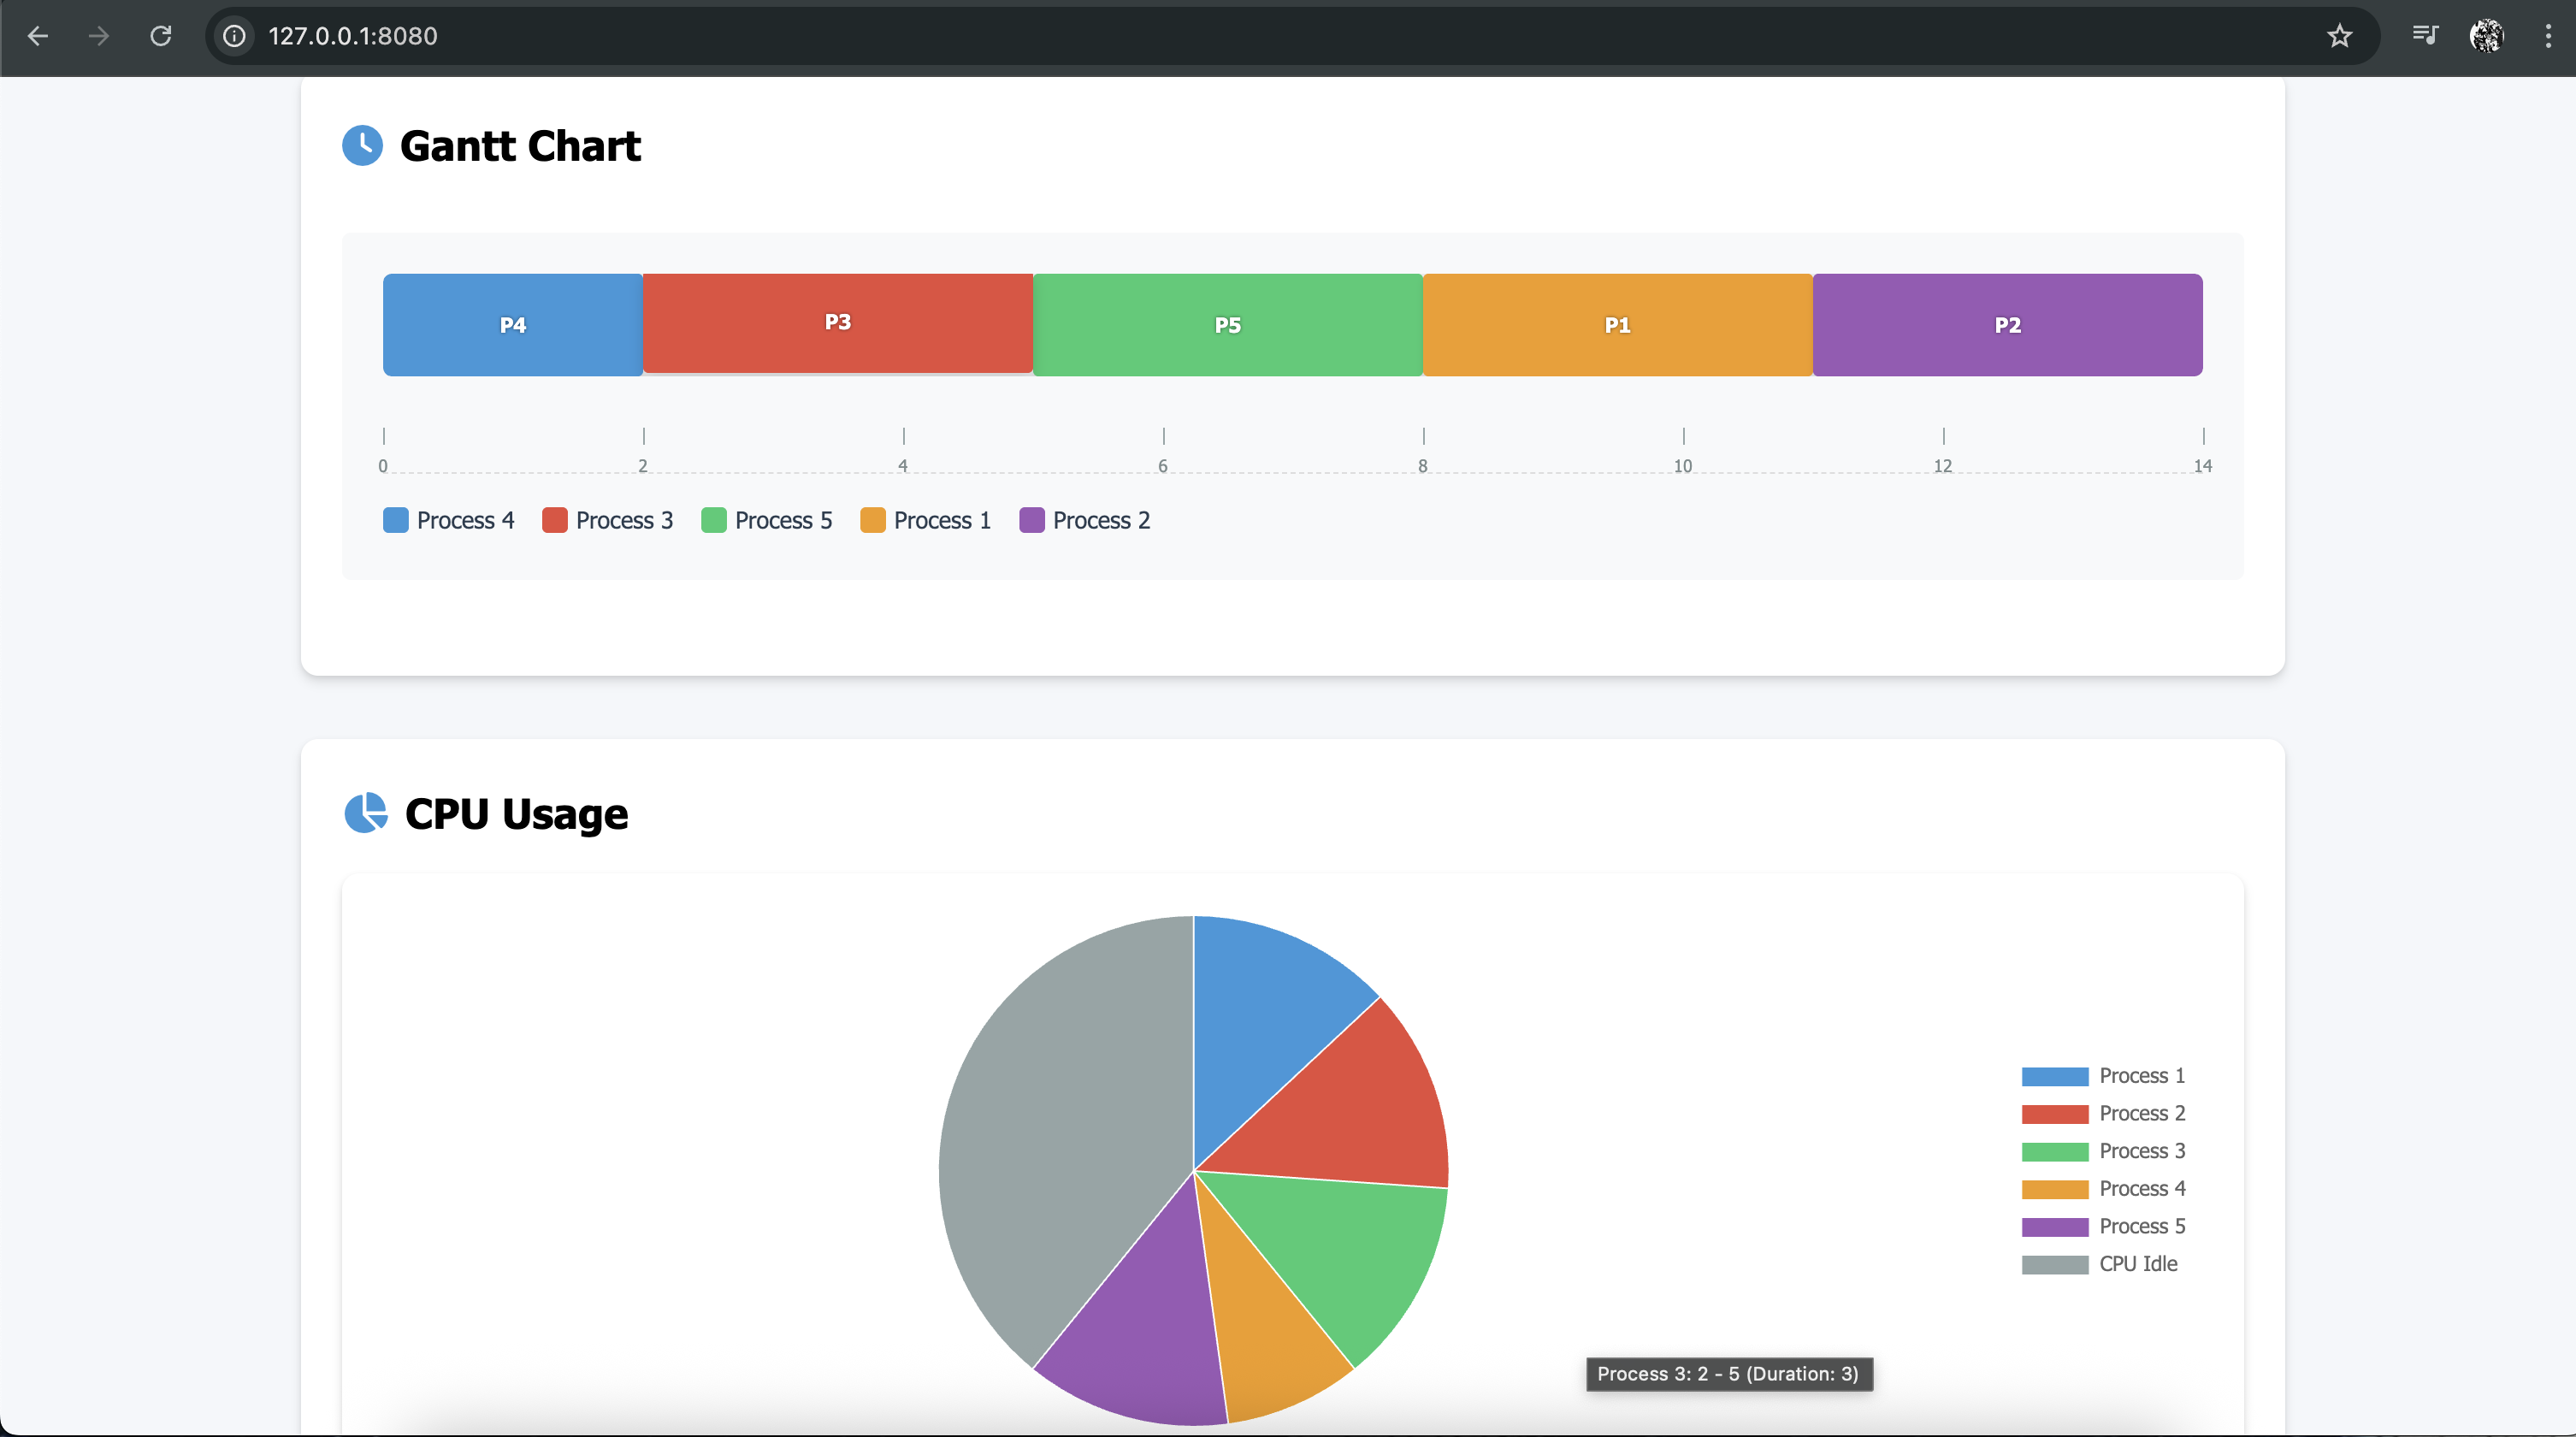 127.0.0.1:8080
Gantt Chart
P4 P3 P5 P1 P2
0 2 4 6 8 10 12 14
Process 4 Process 3 Process 5 Process 1 Process 2
CPU Usage
Process 1
Process 2
Process 3
Process 4
Process 5
CPU Idle
Process 3: 2 - 5 (Duration: 3)